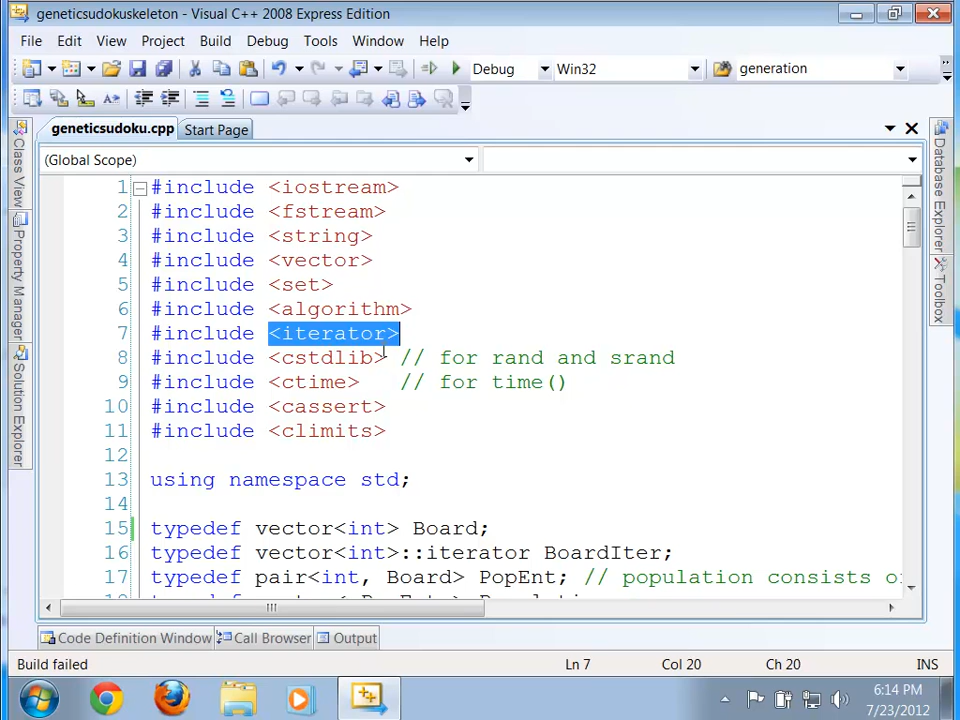 geneticsudokuskeleton - Visual C++ 2008 Express Edition
File Edit View Project Build Debug Tools Window Help
Debug Win32 generation
geneticsudoku.cpp Start Page
(Global Scope)
Class View
Property Manager
Solution Explorer
Database Explorer
Toolbox
1 #include <iostream>
2 #include <fstream>
3 #include <string>
4 #include <vector>
5 #include <set>
6 #include <algorithm>
7 #include <iterator>
8 #include <cstdlib> // for rand and srand
9 #include <ctime> // for time()
10 #include <cassert>
11 #include <climits>
12
13 using namespace std;
14
15 typedef vector<int> Board;
16 typedef vector<int>::iterator BoardIter;
17 typedef pair<int, Board> PopEnt; // population consists of
Code Definition Window Call Browser Output
Build failed Ln 7 Col 20 Ch 20 INS
6:14 PM
7/23/2012